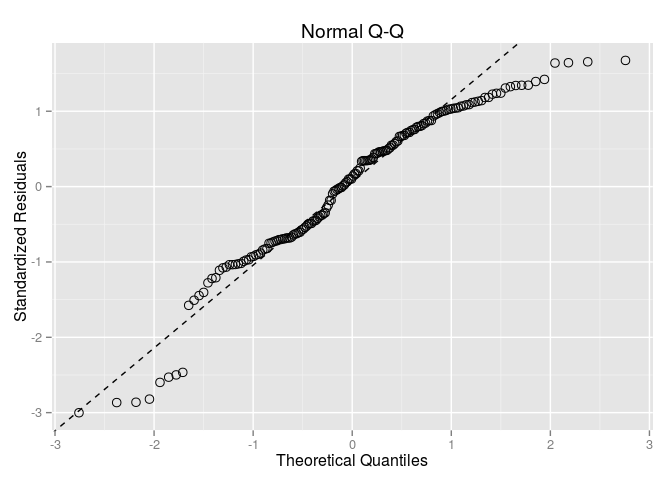 Normal Q-Q
Standardized Residuals
1
0
-1
-2
-3
-3 -2 -1 0 1 2 3
Theoretical Quantiles